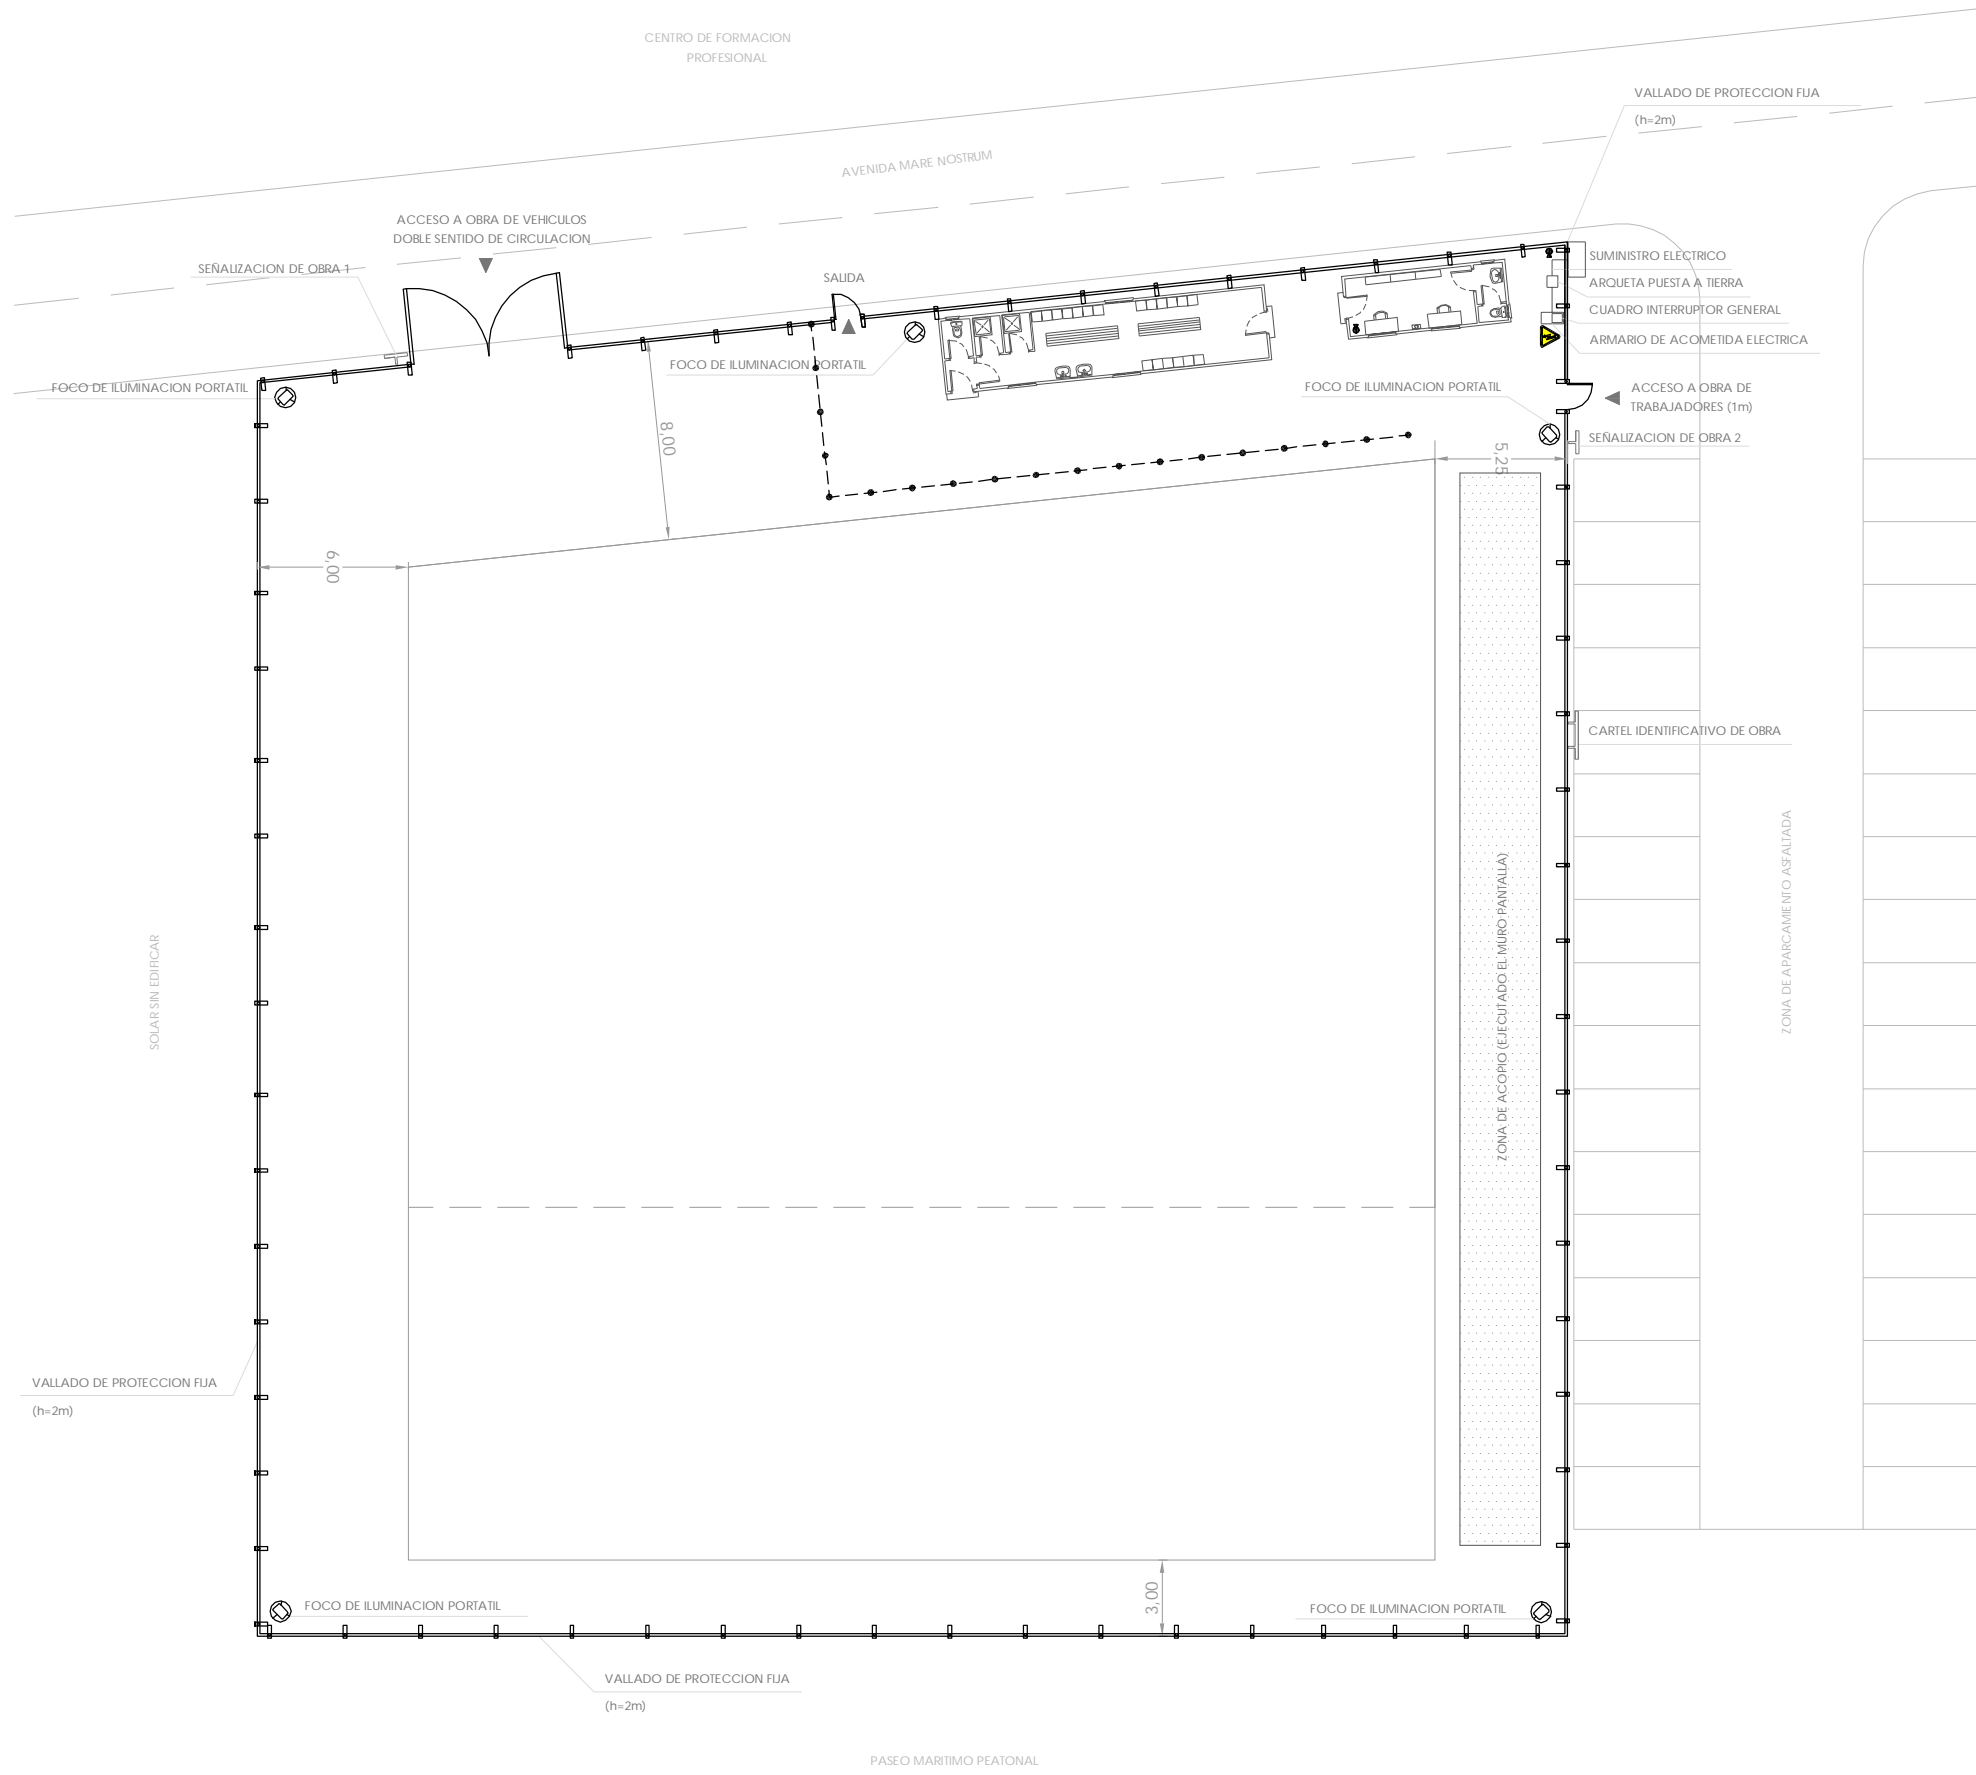 CENTRO DE FORMACION
PROFESIONAL
VALLADO DE PROTECCION FIJA
(h=2m)
AVENIDA MARE NOSTRUM
ACCESO A OBRA DE VEHICULOS
DOBLE SENTIDO DE CIRCULACION
SEÑALIZACION DE OBRA 1
SALIDA
SUMINISTRO ELECTRICO
ARQUETA PUESTA A TIERRA
CUADRO INTERRUPTOR GENERAL
ARMARIO DE ACOMETIDA ELECTRICA
FOCO DE ILUMINACION PORTATIL
FOCO DE ILUMINACION PORTATIL
FOCO DE ILUMINACION PORTATIL
ACCESO A OBRA DE
TRABAJADORES (1m)
SEÑALIZACION DE OBRA 2
8,00
5,25
6,00
CARTEL IDENTIFICATIVO DE OBRA
ZONA DE ACOPIO (EJECUTADO EL MURO PANTALLA)
ZONA DE APARCAMIENTO ASFALTADA
SOLAR SIN EDIFICAR
VALLADO DE PROTECCION FIJA
(h=2m)
3,00
FOCO DE ILUMINACION PORTATIL
FOCO DE ILUMINACION PORTATIL
VALLADO DE PROTECCION FIJA
(h=2m)
PASEO MARITIMO PEATONAL